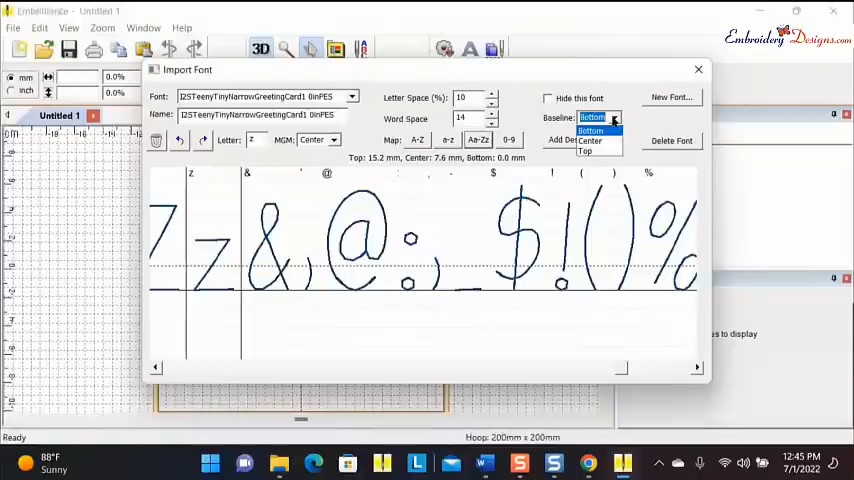 Embrilliance
File Edit View Zoom Window Help
Embroidery Designs.com
3D
mm
0.0%
inch
0.0%
Untitled 1
Import Font
Font: I2STeenyTinyNarrowGreetingCard1 0inPES
Name: I2STeenyTinyNarrowGreetingCard1 0inPES
Letter: z MGM: Center
Letter Space (%): 10
Word Space 14
Map: A-Z a-z Aa-Zz 0-9
Hide this font
Baseline: Bottom
Bottom
Center
Top
New Font...
Add Des
Delete Font
Top: 15.2 mm, Center: 7.6 mm, Bottom: 0.0 mm
z & ' @ : , - $ ! ( ) %
Z z & , @ : , _ $ ! ( ) %
es to display
Ready
Hoop: 200mm x 200mm
88°F
Sunny
12:45 PM
7/1/2022